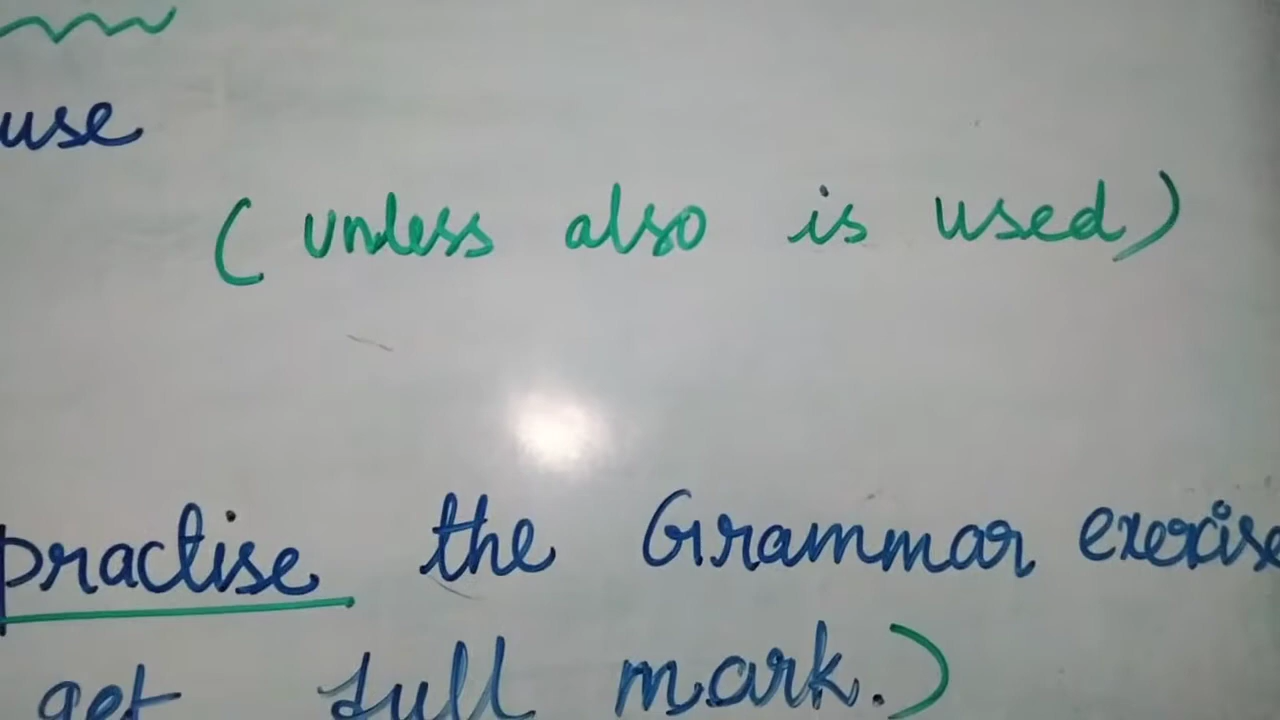 use
( unless also is used )
practise the Grammar exercise
get full mark.)